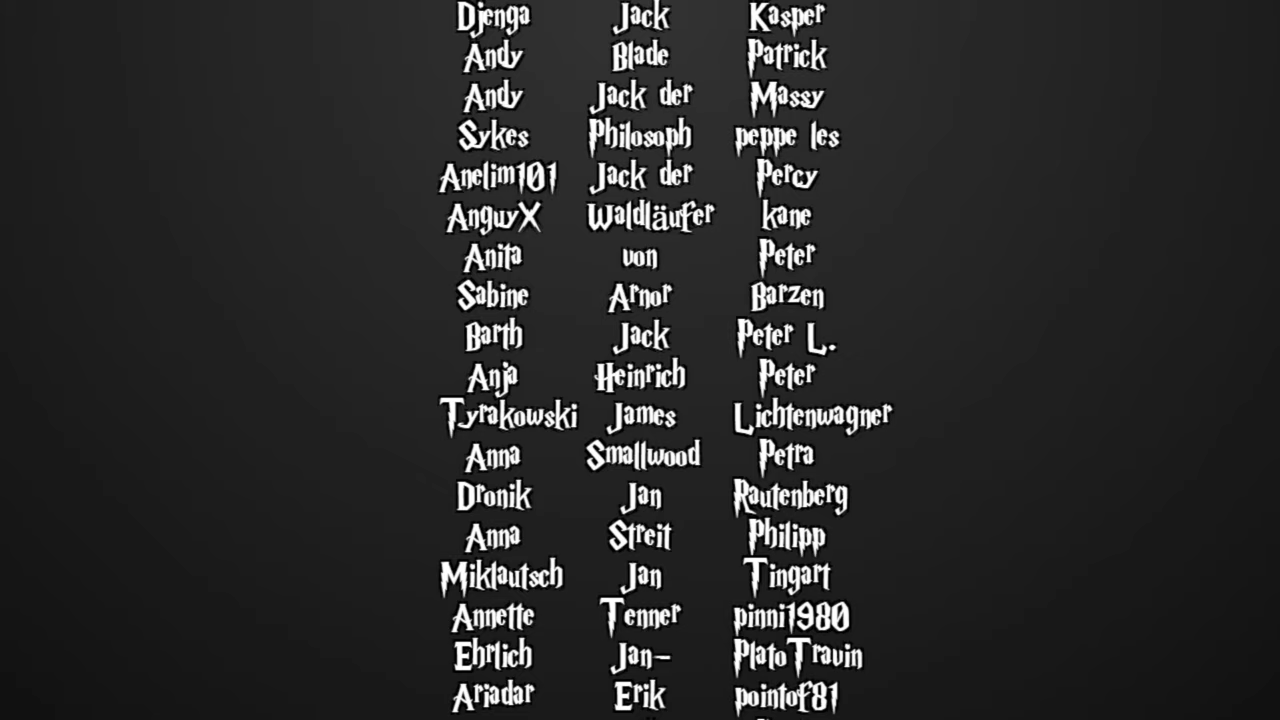 Djenga
Andy
Andy
Sykes
Anelim101
AnguyX
Anita
Sabine
Barth
Anja
Tyrakowski
Anna
Dronik
Anna
Miklautsch
Annette
Ehrlich
Ariadar
Jack
Blade
Jack der
Philosoph
Jack der
Waldläufer
von
Arnor
Jack
Heinrich
James
Smallwood
Jan
Streit
Jan
Tenner
Jan-
Erik
Kasper
Patrick
Massy
peppe les
Percy
kane
Peter
Barzen
Peter L.
Peter
Lichtenwagner
Petra
Rautenberg
Philipp
Tingart
pinni1980
PlatoTravin
pointof81